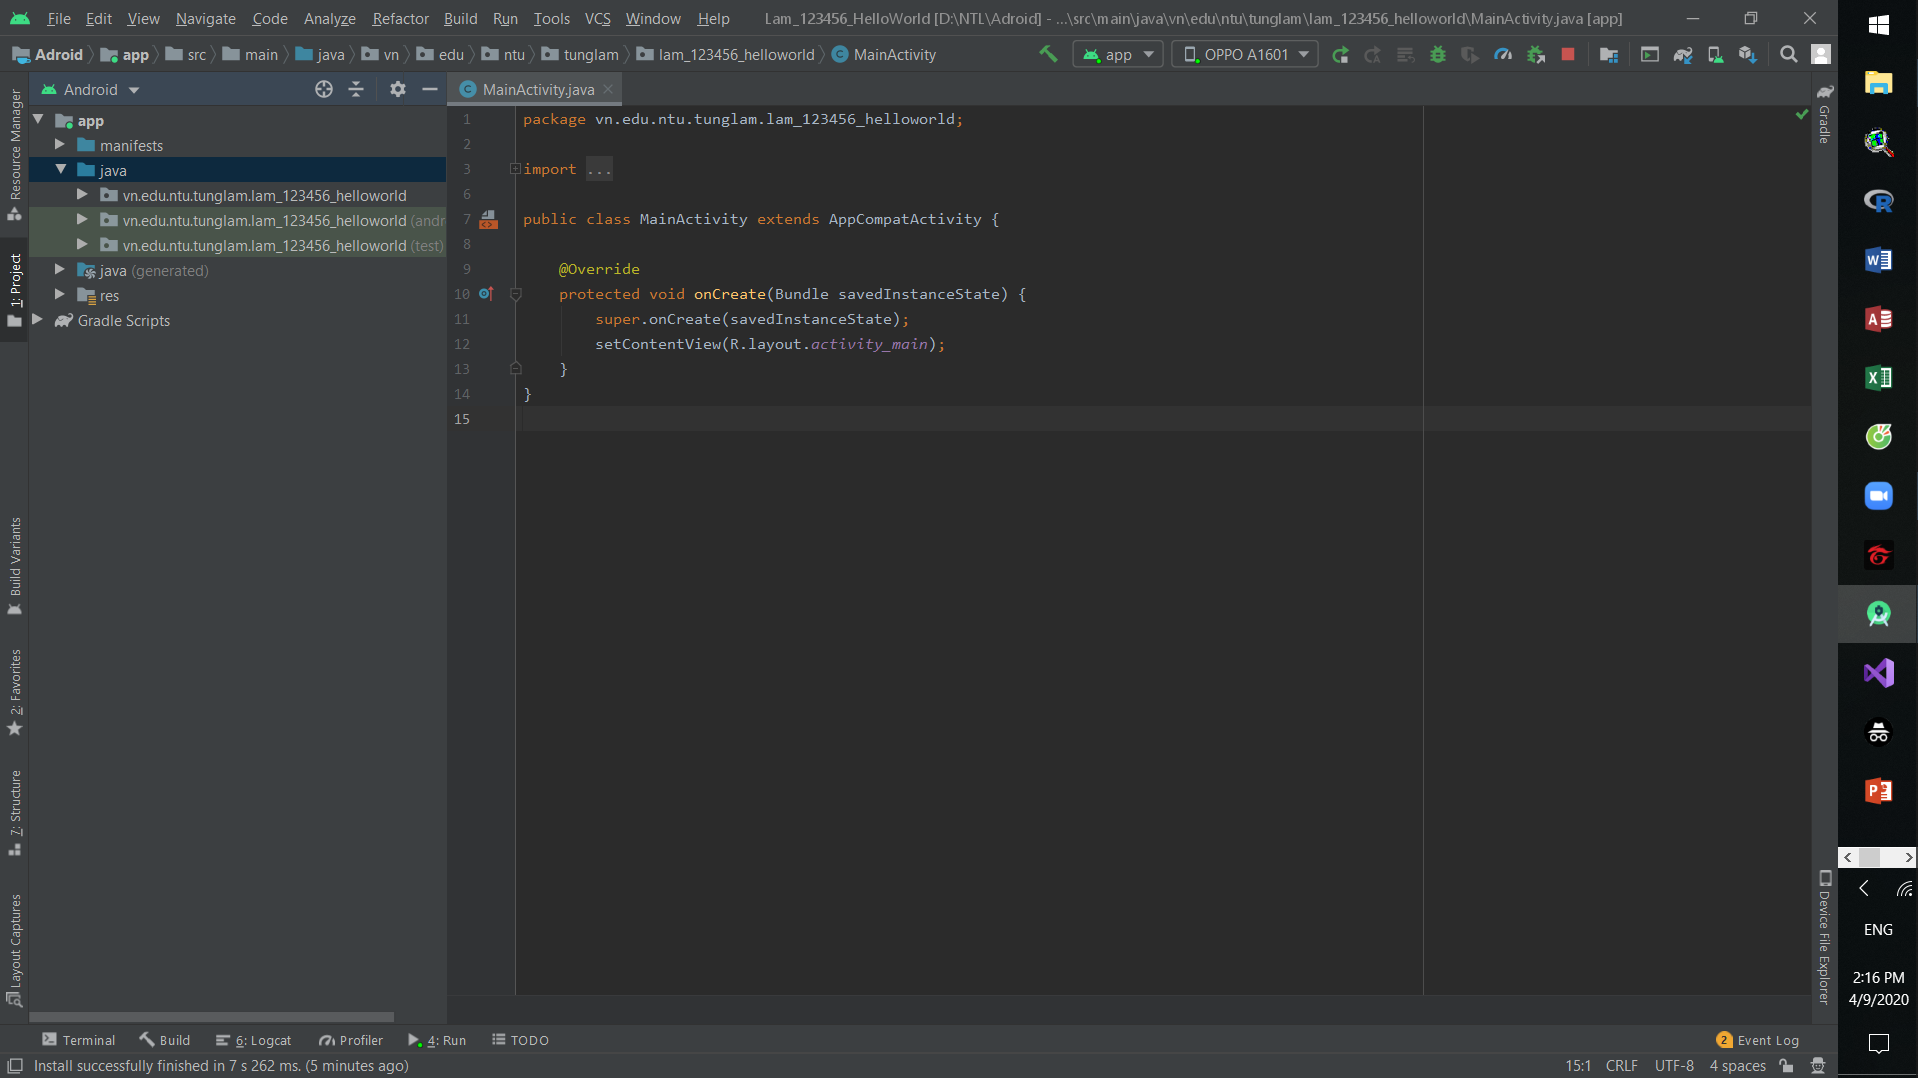 File Edit View Navigate Code Analyze Refactor Build Run Tools VCS Window Help Lam_123456_HelloWorld [D:\NTL\Adroid] - ...\src\main\java\vn\edu\ntu\tunglam\lam_123456_helloworld\MainActivity.java [app]
Adroid app src main java vn edu ntu tunglam lam_123456_helloworld MainActivity app OPPO A1601
Android
MainActivity.java
app
manifests
java
vn.edu.ntu.tunglam.lam_123456_helloworld
vn.edu.ntu.tunglam.lam_123456_helloworld (andr
vn.edu.ntu.tunglam.lam_123456_helloworld (test)
java (generated)
res
Gradle Scripts
1 package vn.edu.ntu.tunglam.lam_123456_helloworld;
2
3 import ...
6
7 public class MainActivity extends AppCompatActivity {
8
9 @Override
10 protected void onCreate(Bundle savedInstanceState) {
11 super.onCreate(savedInstanceState);
12 setContentView(R.layout.activity_main);
13 }
14 }
15
Resource Manager
1: Project
Build Variants
2: Favorites
7: Structure
Layout Captures
Gradle
Device File Explorer
Terminal Build 6: Logcat Profiler 4: Run TODO 2 Event Log
Install successfully finished in 7 s 262 ms. (5 minutes ago) 15:1 CRLF UTF-8 4 spaces
ENG
2:16 PM
4/9/2020